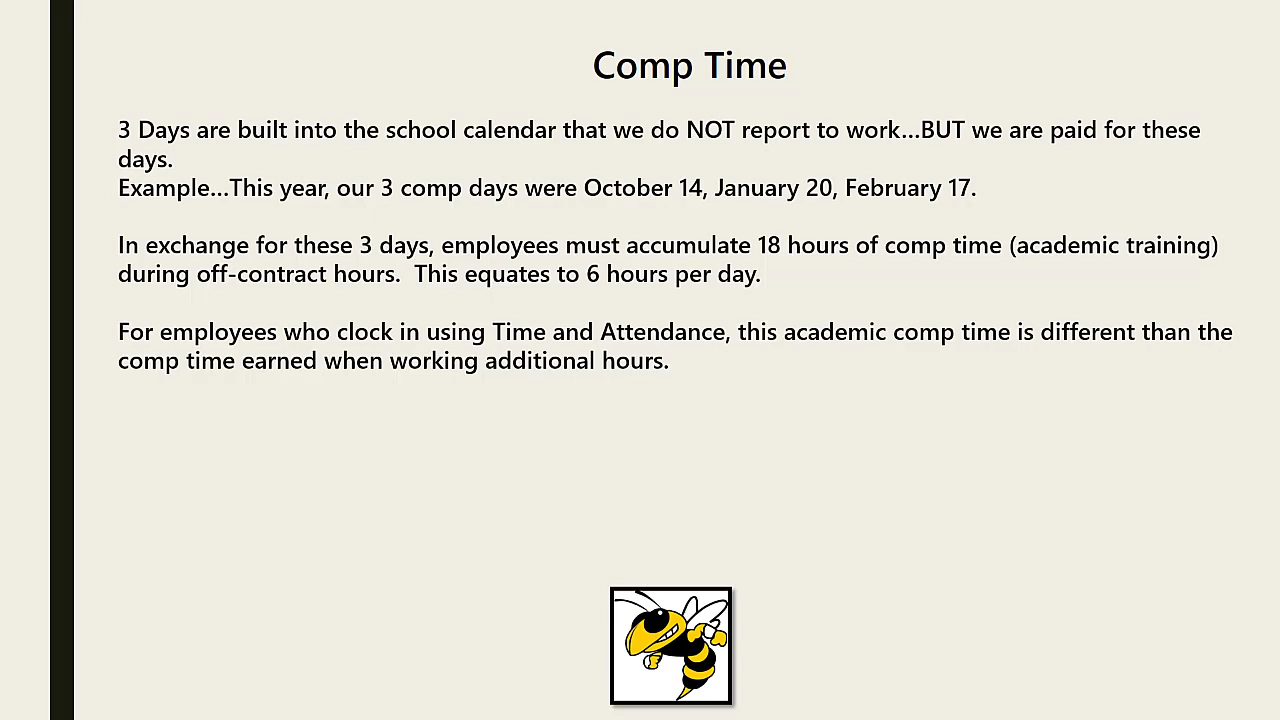 Comp Time
3 Days are built into the school calendar that we do NOT report to work...BUT we are paid for these
days.
Example...This year, our 3 comp days were October 14, January 20, February 17.
In exchange for these 3 days, employees must accumulate 18 hours of comp time (academic training)
during off-contract hours.  This equates to 6 hours per day.
For employees who clock in using Time and Attendance, this academic comp time is different than the
comp time earned when working additional hours.